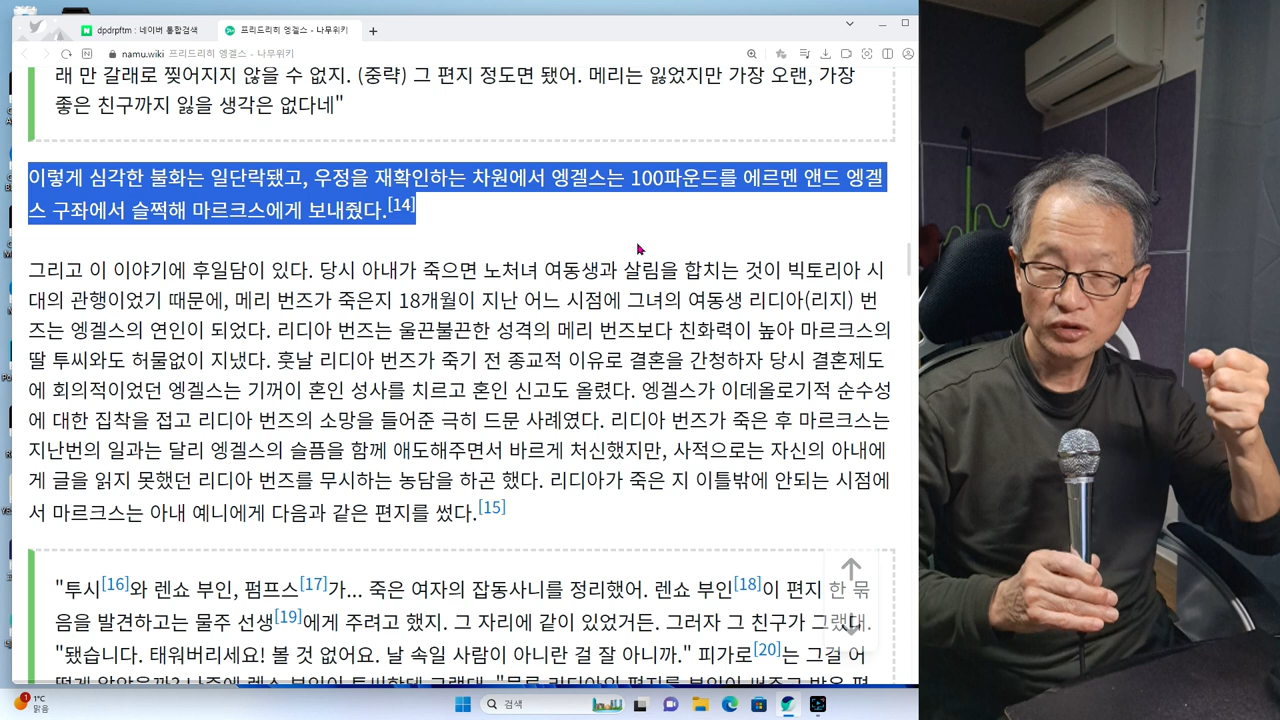 dpdrpftm : 네이버 통합검색
프리드리히 엥겔스 - 나무위키
namu.wiki 프리드리히 엥겔스 - 나무위키
래 만 갈래로 찢어지지 않을 수 없지. (중략) 그 편지 정도면 됐어. 메리는 잃었지만 가장 오랜, 가장
좋은 친구까지 잃을 생각은 없다네"
이렇게 심각한 불화는 일단락됐고, 우정을 재확인하는 차원에서 엥겔스는 100파운드를 에르멘 앤드 엥겔
스 구좌에서 슬쩍해 마르크스에게 보내줬다.[14]
그리고 이 이야기에 후일담이 있다. 당시 아내가 죽으면 노처녀 여동생과 살림을 합치는 것이 빅토리아 시
대의 관행이었기 때문에, 메리 번즈가 죽은지 18개월이 지난 어느 시점에 그녀의 여동생 리디아(리지) 번
즈는 엥겔스의 연인이 되었다. 리디아 번즈는 울끈불끈한 성격의 메리 번즈보다 친화력이 높아 마르크스의
딸 투씨와도 허물없이 지냈다. 훗날 리디아 번즈가 죽기 전 종교적 이유로 결혼을 간청하자 당시 결혼제도
에 회의적이었던 엥겔스는 기꺼이 혼인 성사를 치르고 혼인 신고도 올렸다. 엥겔스가 이데올로기적 순수성
에 대한 집착을 접고 리디아 번즈의 소망을 들어준 극히 드문 사례였다. 리디아 번즈가 죽은 후 마르크스는
지난번의 일과는 달리 엥겔스의 슬픔을 함께 애도해주면서 바르게 처신했지만, 사적으로는 자신의 아내에
게 글을 읽지 못했던 리디아 번즈를 무시하는 농담을 하곤 했다. 리디아가 죽은 지 이틀밖에 안되는 시점에
서 마르크스는 아내 예니에게 다음과 같은 편지를 썼다.[15]
"투시[16]와 렌쇼 부인, 펌프스[17]가... 죽은 여자의 잡동사니를 정리했어. 렌쇼 부인[18]이 편지 한 묶
음을 발견하고는 물주 선생[19]에게 주려고 했지. 그 자리에 같이 있었거든. 그러자 그 친구가 그랬대.
"됐습니다. 태워버리세요! 볼 것 없어요. 날 속일 사람이 아니란 걸 잘 아니까." 피가로[20]는 그걸 어
1°C
맑음
검색